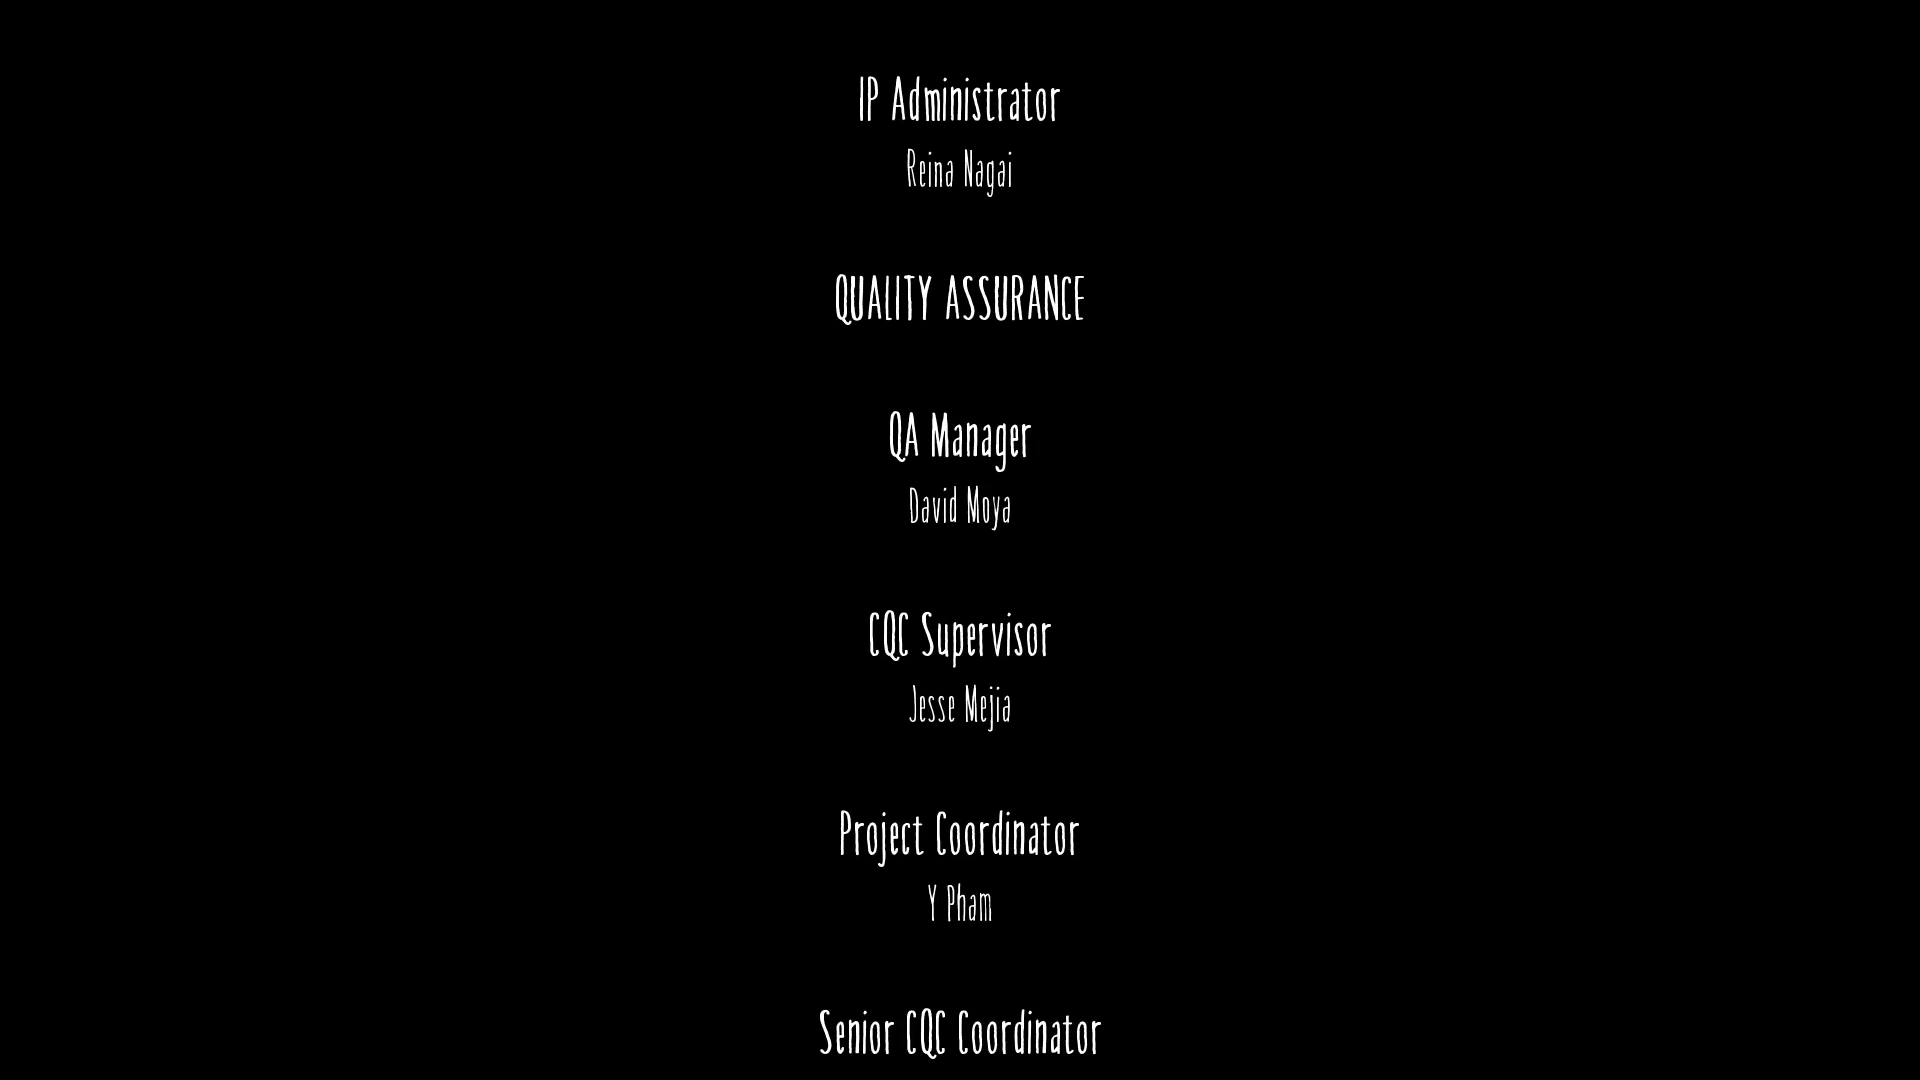 IP Administrator
Reina Nagai
QUALITY ASSURANCE
QA Manager
David Moya
CQC Supervisor
Jesse Mejia
Project Coordinator
Y Pham
Senior CQC Coordinator